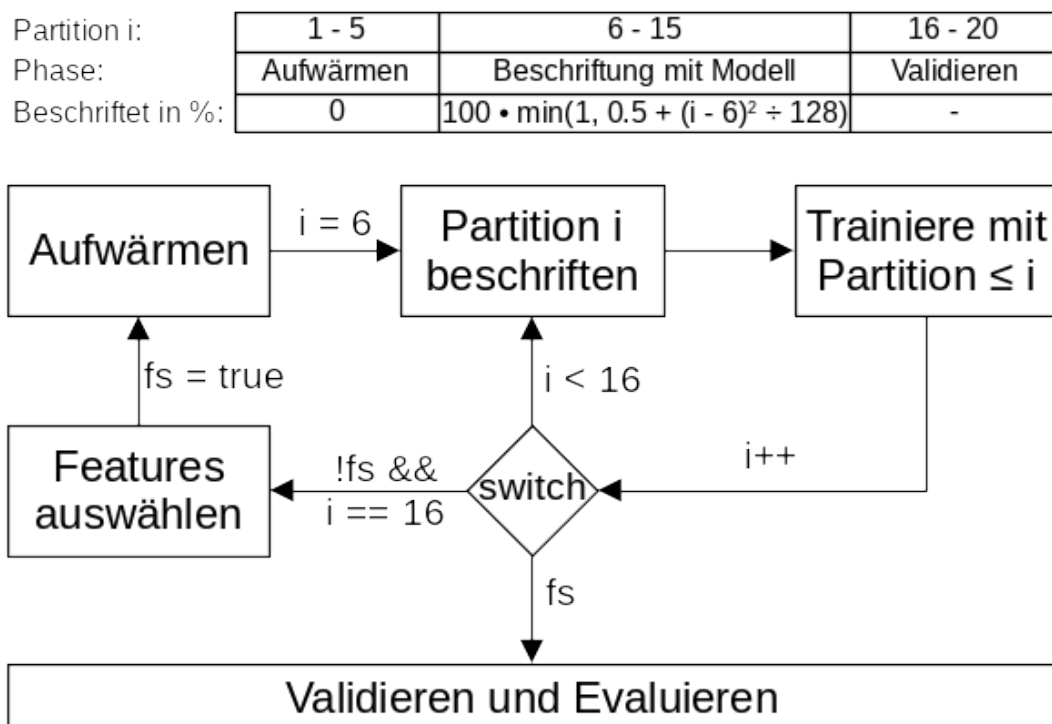 Partition i: 1 - 5 6 - 15 16 - 20
Phase: Aufwärmen Beschriftung mit Modell Validieren
Beschriftet in %: 0 100 • min(1, 0.5 + (i - 6)² ÷ 128) -
Aufwärmen
i = 6
Partition i
beschriften
Trainiere mit
Partition ≤ i
fs = true
i < 16
i++
Features
auswählen
!fs &&
i == 16
switch
fs
Validieren und Evaluieren